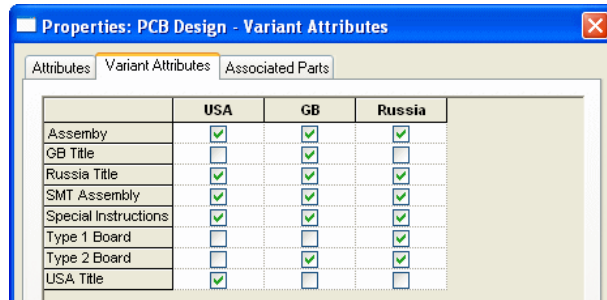 Properties: PCB Design - Variant Attributes
Attributes Variant Attributes Associated Parts
USA GB Russia
Assemby
GB Title
Russia Title
SMT Assembly
Special Instructions
Type 1 Board
Type 2 Board
USA Title